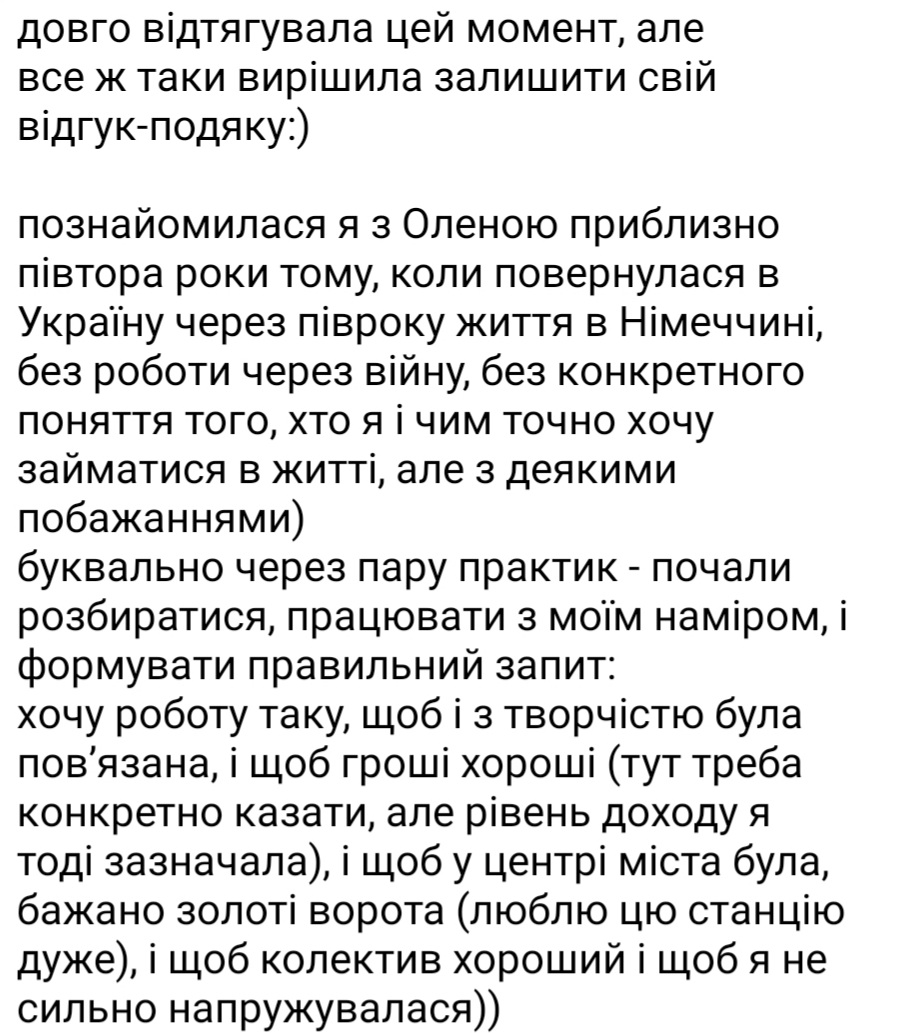 довго відтягувала цей момент, але
все ж таки вирішила залишити свій
відгук-подяку:)
познайомилася я з Оленою приблизно
півтора роки тому, коли повернулася в
Україну через півроку життя в Німеччині,
без роботи через війну, без конкретного
поняття того, хто я і чим точно хочу
займатися в житті, але з деякими
побажаннями)
буквально через пару практик - почали
розбиратися, працювати з моїм наміром, і
формувати правильний запит:
хочу роботу таку, щоб і з творчістю була
пов’язана, і щоб гроші хороші (тут треба
конкретно казати, але рівень доходу я
тоді зазначала), і щоб у центрі міста була,
бажано золоті ворота (люблю цю станцію
дуже), і щоб колектив хороший і щоб я не
сильно напружувалася))